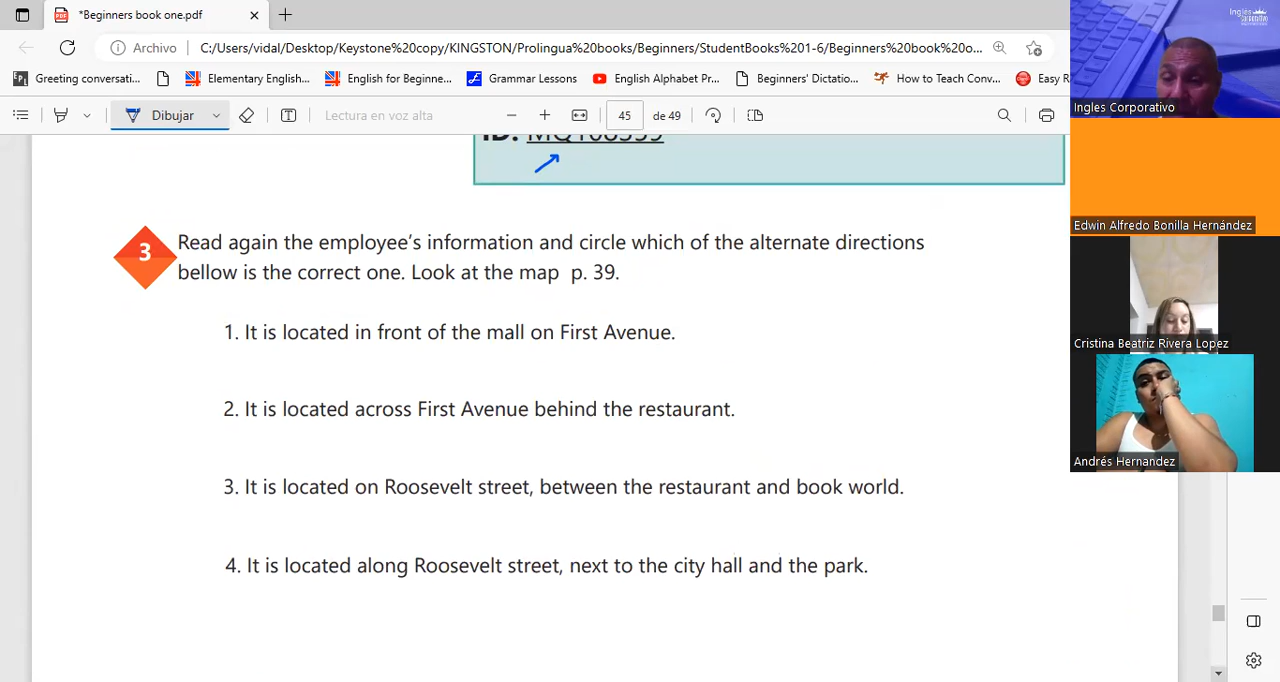 *Beginners book one.pdf
Archivo
C:/Users/vidal/Desktop/Keystone%20copy/KINGSTON/Prolingua%20books/Beginners/StudentBooks%201-6/Beginners%20book%20o...
Greeting conversati...
Elementary English...
English for Beginne...
Grammar Lessons
English Alphabet Pr...
Beginners' Dictatio...
How to Teach Conv...
Easy R
Dibujar
Lectura en voz alta
45
de 49
ID: MQ108559
3
Read again the employee's information and circle which of the alternate directions
bellow is the correct one. Look at the map p. 39.
1. It is located in front of the mall on First Avenue.
2. It is located across First Avenue behind the restaurant.
3. It is located on Roosevelt street, between the restaurant and book world.
4. It is located along Roosevelt street, next to the city hall and the park.
Ingles
Corporativo
Ingles Corporativo
Edwin Alfredo Bonilla Hernández
Cristina Beatriz Rivera Lopez
Andrés Hernandez